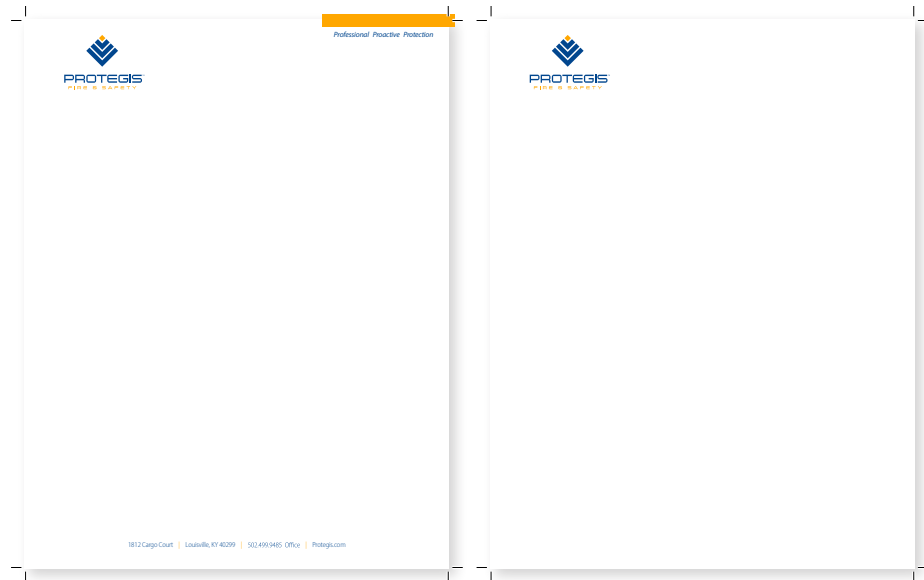 Professional Proactive Protection
PROTEGIS
FIRE & SAFETY
1812 Cargo Court | Louisville, KY 40299 | 502.499.9485 Office | Protegis.com
PROTEGIS
FIRE & SAFETY